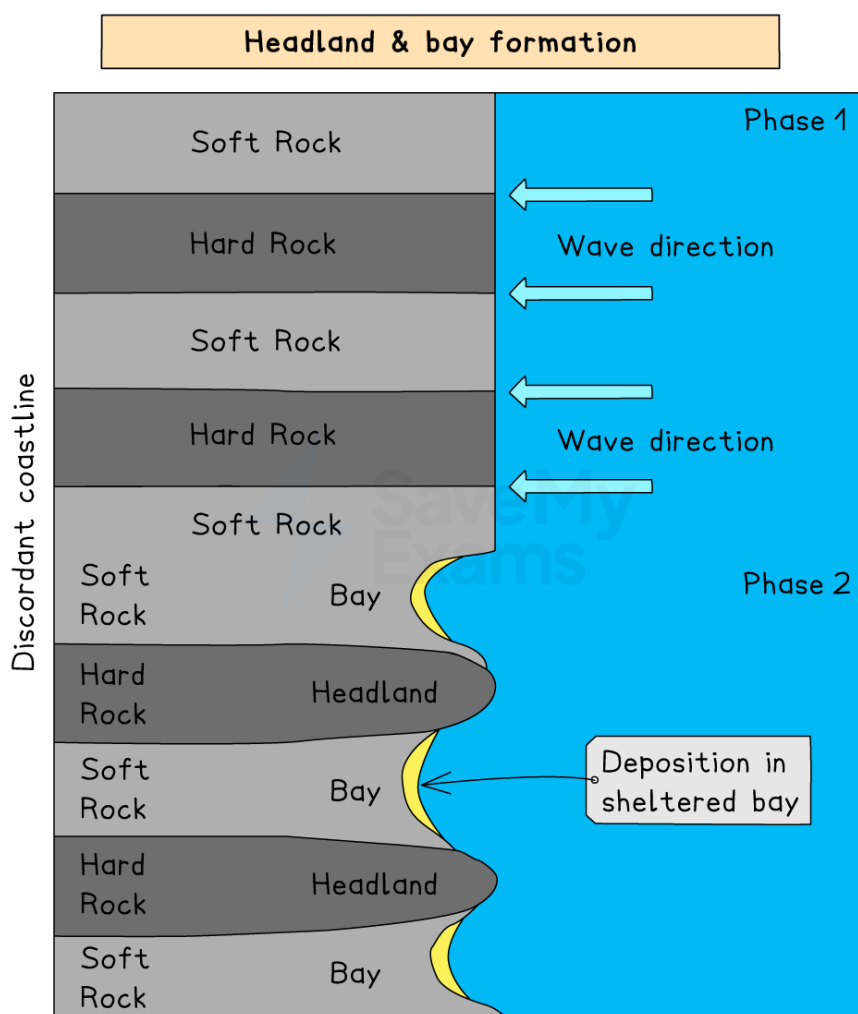 Headland & bay formation
Phase 1
Soft Rock
Hard Rock
Wave direction
Soft Rock
Hard Rock
Wave direction
Discordant coastline
SaveMy
Exams
Soft Rock
Phase 2
Soft
Rock
Bay
Hard
Rock
Headland
Soft
Rock
Bay
Deposition in
sheltered bay
Hard
Rock
Headland
Soft
Rock
Bay